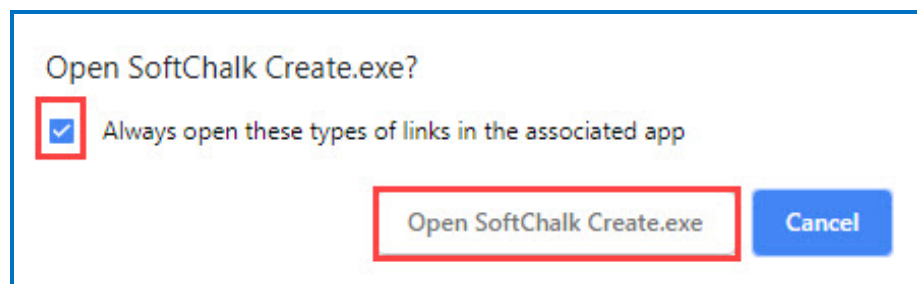 Open SoftChalk Create.exe?
Always open these types of links in the associated app
Open SoftChalk Create.exe
Cancel